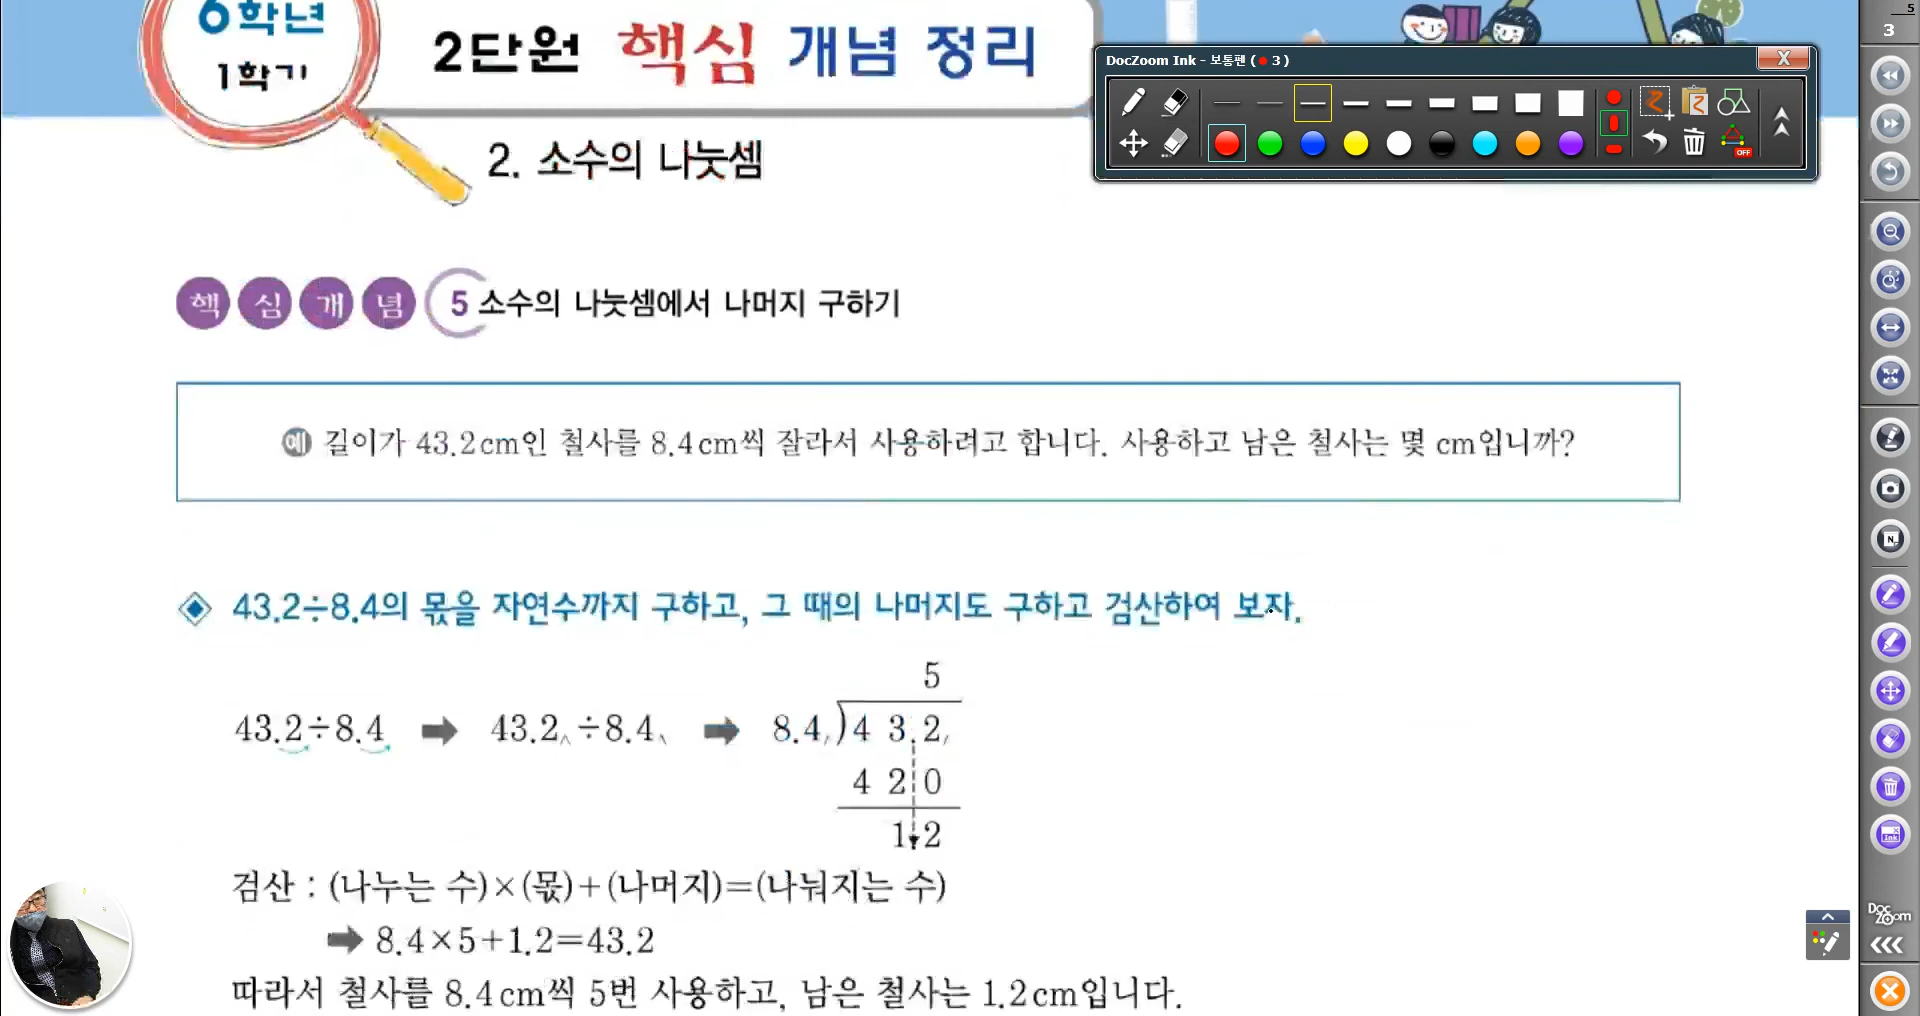 5
3
6학년
1학기
2단원 핵심 개념 정리
DocZoom Ink - 보통펜 ( 3 )
X
OFF
2. 소수의 나눗셈
핵심개념 5 소수의 나눗셈에서 나머지 구하기
예 길이가 43.2cm인 철사를 8.4cm씩 잘라서 사용하려고 합니다. 사용하고 남은 철사는 몇 cm입니까?
43.2÷8.4의 몫을 자연수까지 구하고, 그 때의 나머지도 구하고 검산하여 보자.
5
43.2÷8.4 ➡ 43.2÷8.4 ➡ 8.4)4 3.2
4 2 0
1.2
검산 : (나누는 수)×(몫)+(나머지)=(나눠지는 수)
➡ 8.4×5+1.2=43.2
따라서 철사를 8.4cm씩 5번 사용하고, 남은 철사는 1.2cm입니다.
N
Ink
DocZoom